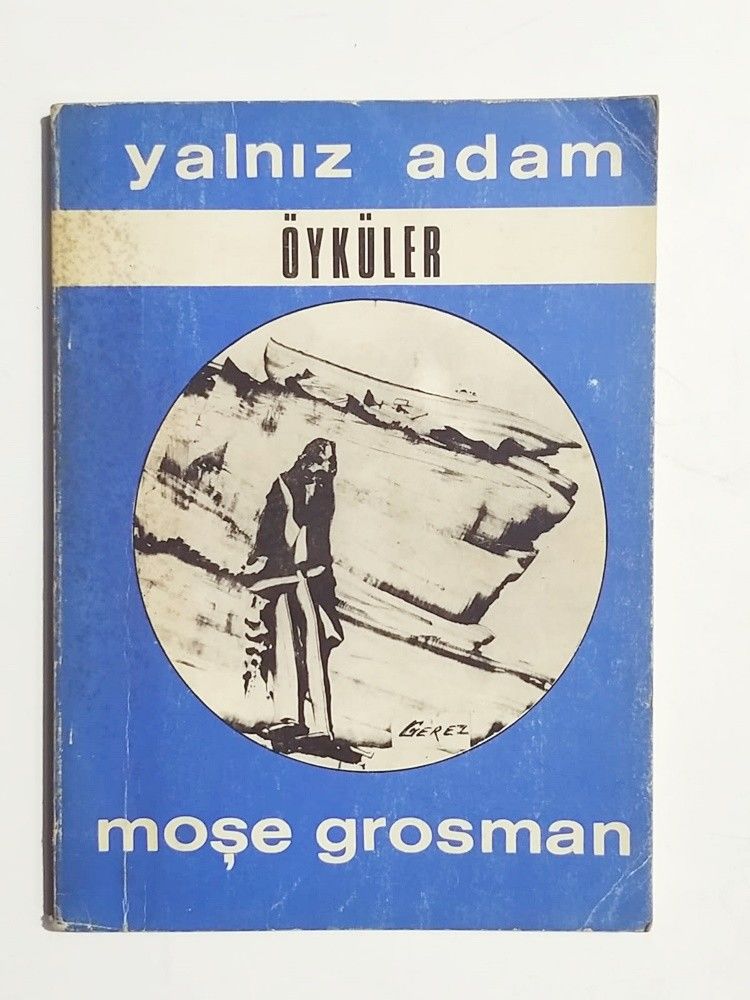 yalnız adam
ÖYKÜLER
GEREZ
moşe grosman